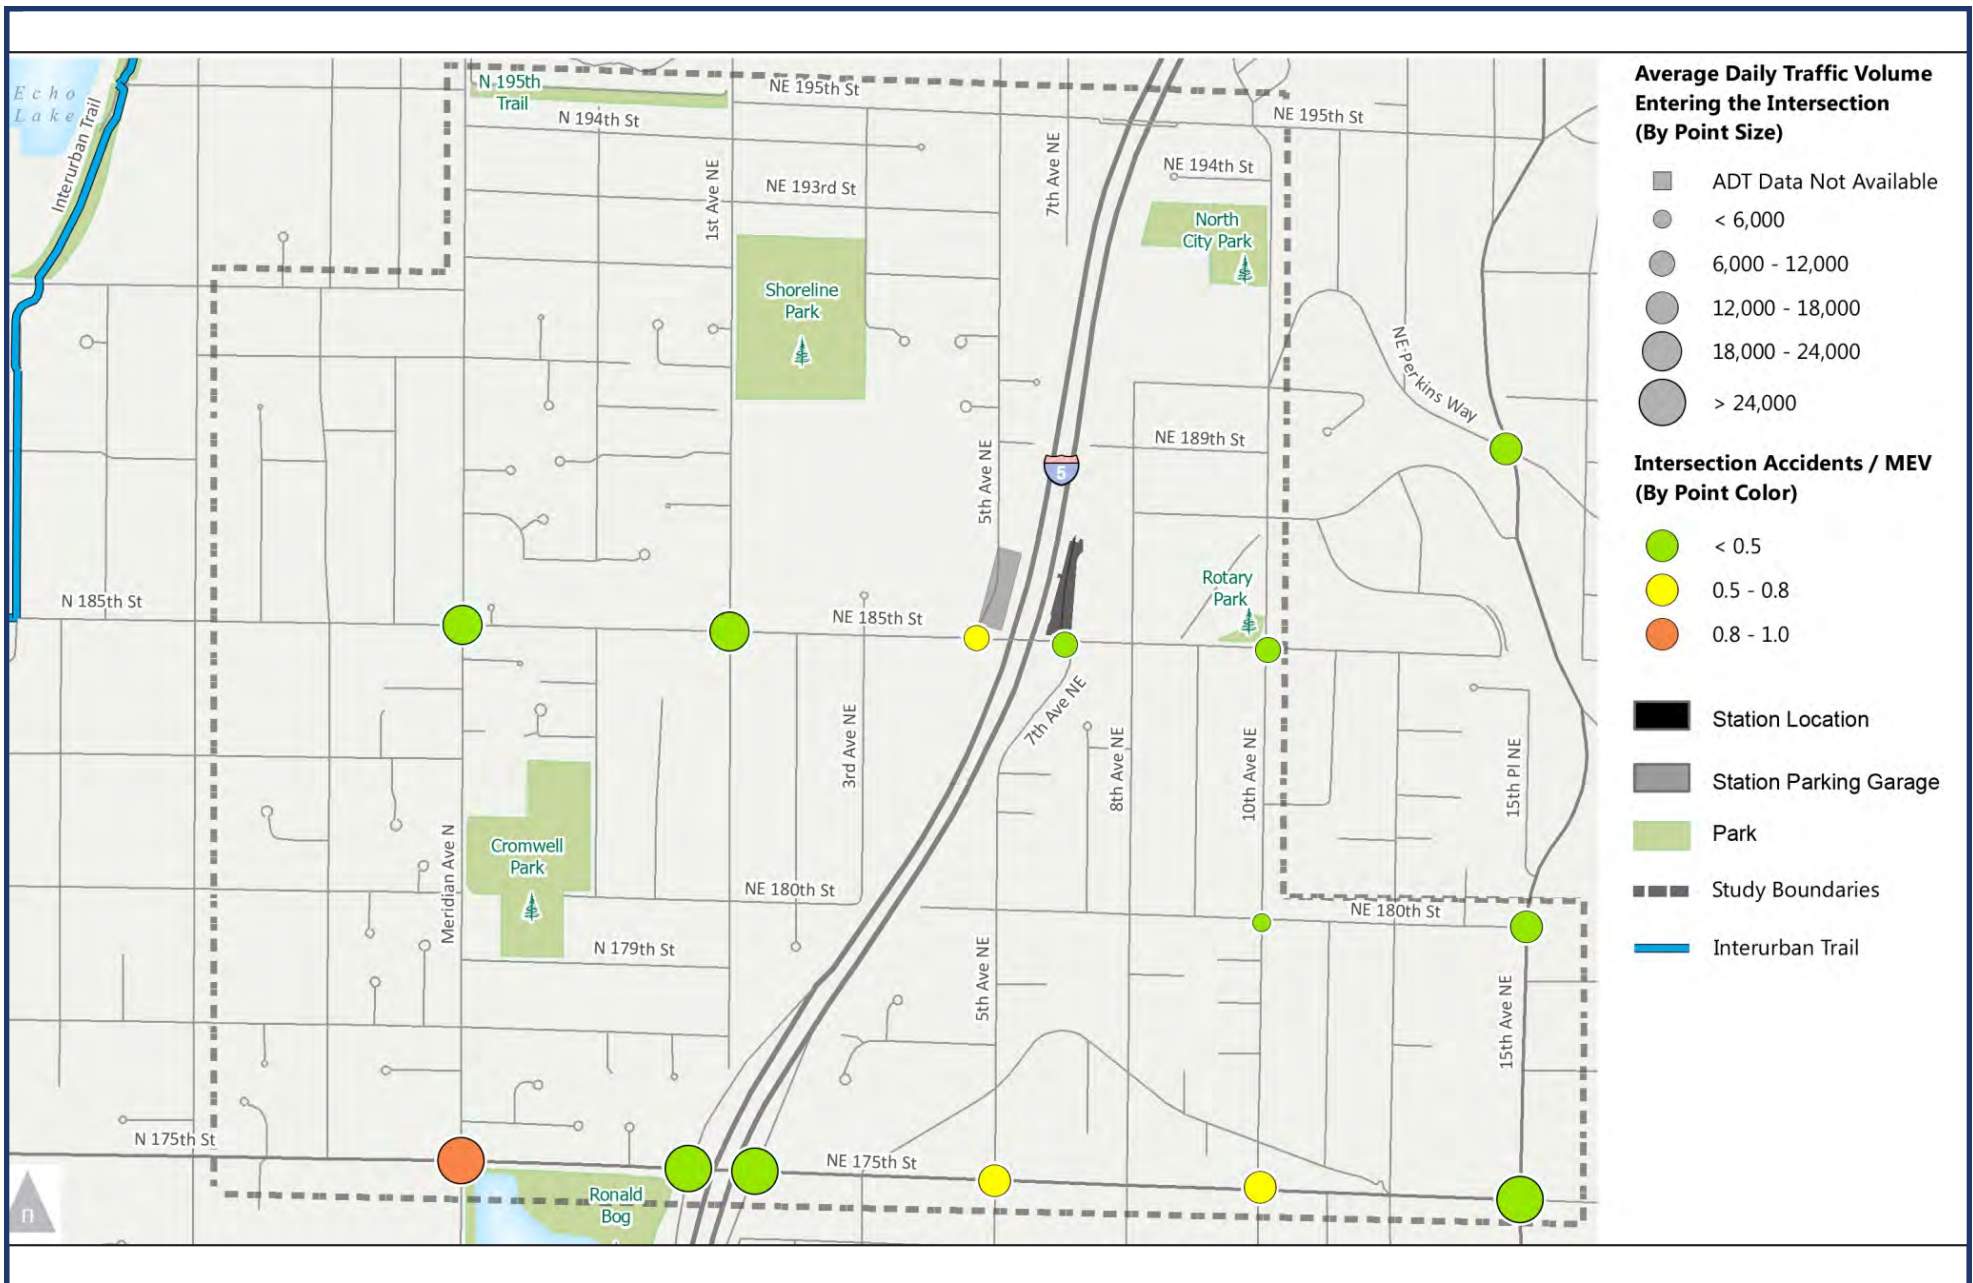 Echo
Lake
Interurban Trail
N 195th
Trail
NE 195th St
N 194th St
NE 195th St
1st Ave NE
NE 193rd St
7th Ave NE
NE 194th St
North
City Park
Shoreline
Park
NE Perkins Way
5th Ave NE
NE 189th St
5
N 185th St
NE 185th St
Rotary
Park
7th Ave NE
3rd Ave NE
8th Ave NE
10th Ave NE
15th Pl NE
Meridian Ave N
Cromwell
Park
NE 180th St
NE 180th St
N 179th St
5th Ave NE
15th Ave NE
N 175th St
NE 175th St
Ronald
Bog
n
Average Daily Traffic Volume
Entering the Intersection
(By Point Size)
ADT Data Not Available
< 6,000
6,000 - 12,000
12,000 - 18,000
18,000 - 24,000
> 24,000
Intersection Accidents / MEV
(By Point Color)
< 0.5
0.5 - 0.8
0.8 - 1.0
Station Location
Station Parking Garage
Park
Study Boundaries
Interurban Trail